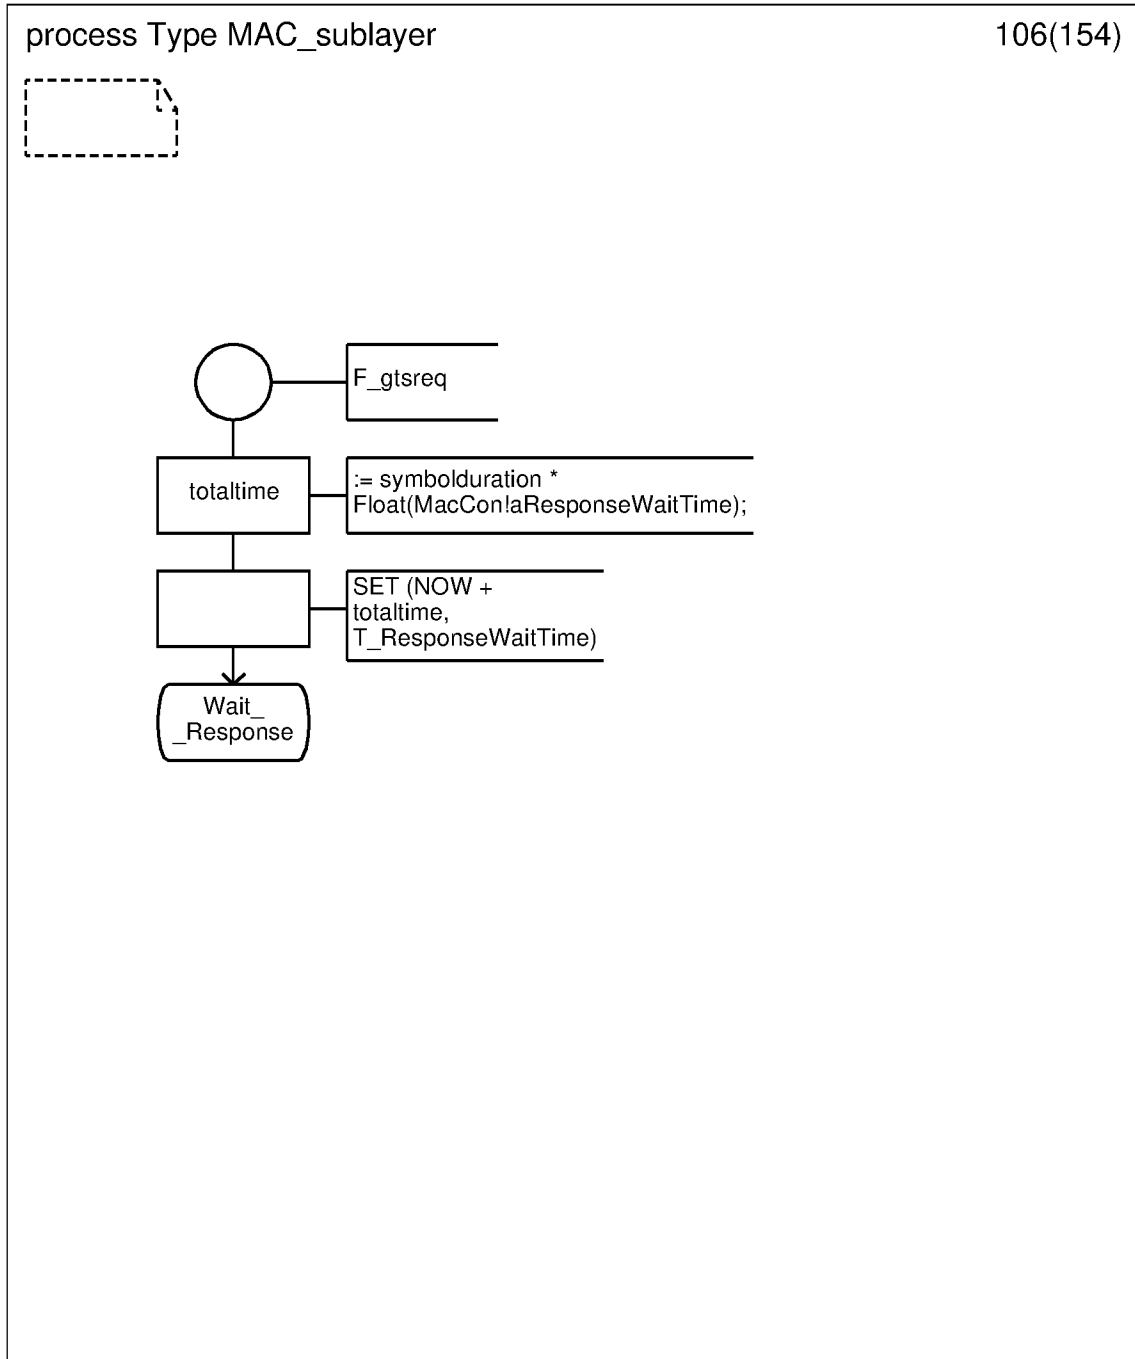 process Type MAC_sublayer
106(154)
F_gtsreq
totaltime
:= symbolduration *
Float(MacCon!aResponseWaitTime);
SET (NOW +
totaltime,
T_ResponseWaitTime)
Wait_
_Response